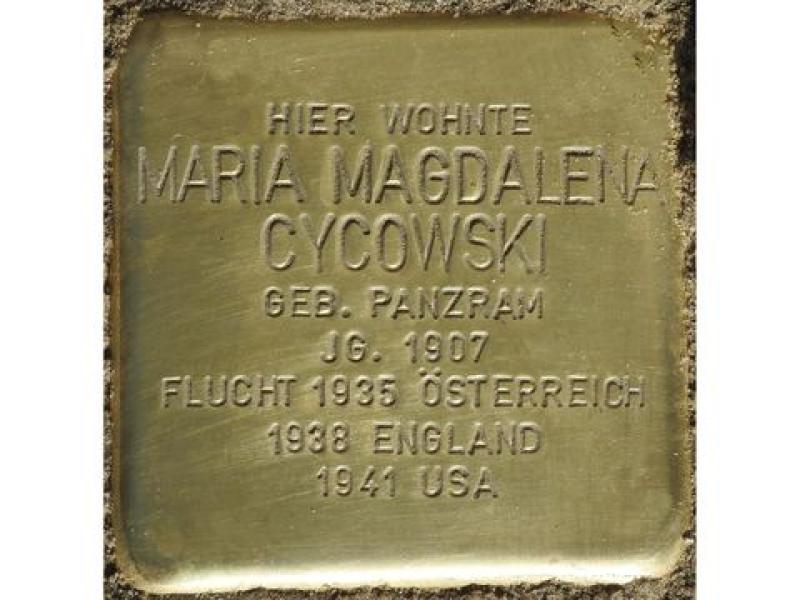 HIER WOHNTE
MARIA MAGDALENA
CYCOWSKI
GEB. PANZRAM
JG. 1907
FLUCHT 1935 ÖSTERREICH
1938 ENGLAND
1941 USA